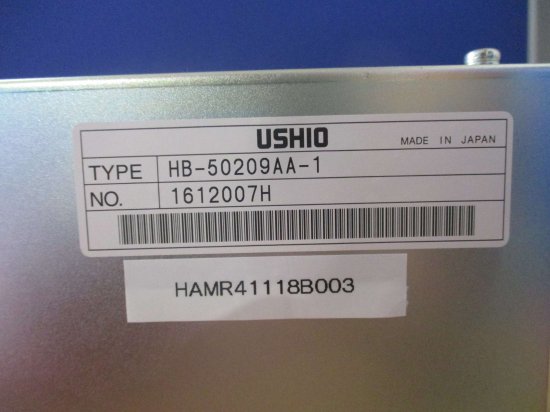 USHIO MADE IN JAPAN
TYPE HB-50209AA-1
NO. 1612007H
HAMR41118B003